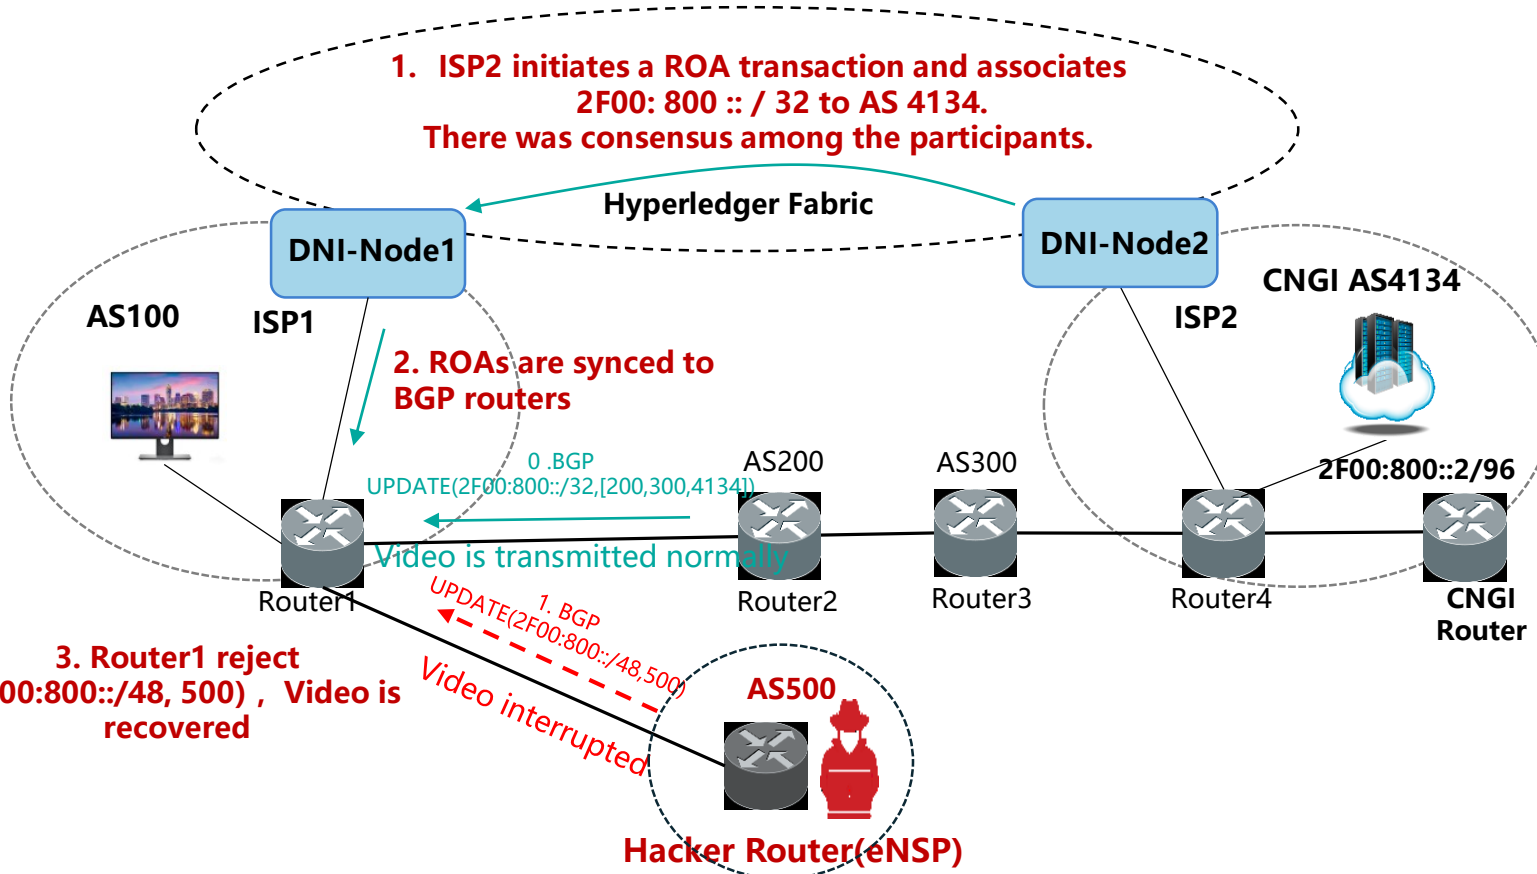 1. ISP2 initiates a ROA transaction and associates
2F00: 800 :: / 32 to AS 4134.
There was consensus among the participants.
Hyperledger Fabric
DNI-Node1
DNI-Node2
CNGI AS4134
AS100
ISP1
ISP2
2. ROAs are synced to
BGP routers
0 .BGP
UPDATE(2F00:800::/32,[200,300,4134])
AS200
AS300
2F00:800::2/96
Video is transmitted normally
Router1
Router2
Router3
Router4
CNGI
Router
1. BGP
UPDATE(2F00:800::/48,500)
Video interrupted
3. Router1 reject
00:800::/48, 500) , Video is
recovered
AS500
Hacker Router(eNSP)